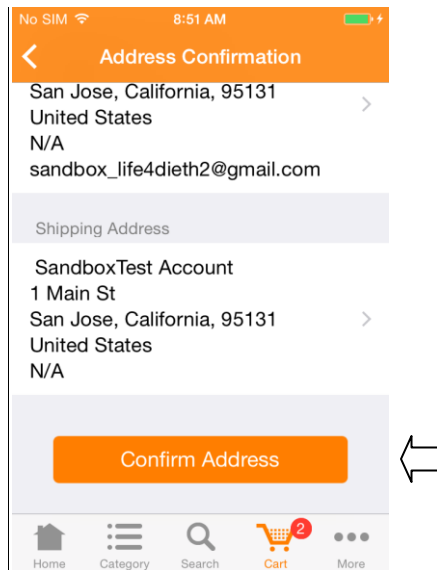 No SIM 8:51 AM
Address Confirmation
San Jose, California, 95131
United States
N/A
sandbox_life4dieth2@gmail.com
Shipping Address
SandboxTest Account
1 Main St
San Jose, California, 95131
United States
N/A
Confirm Address
2
Home Category Search Cart More